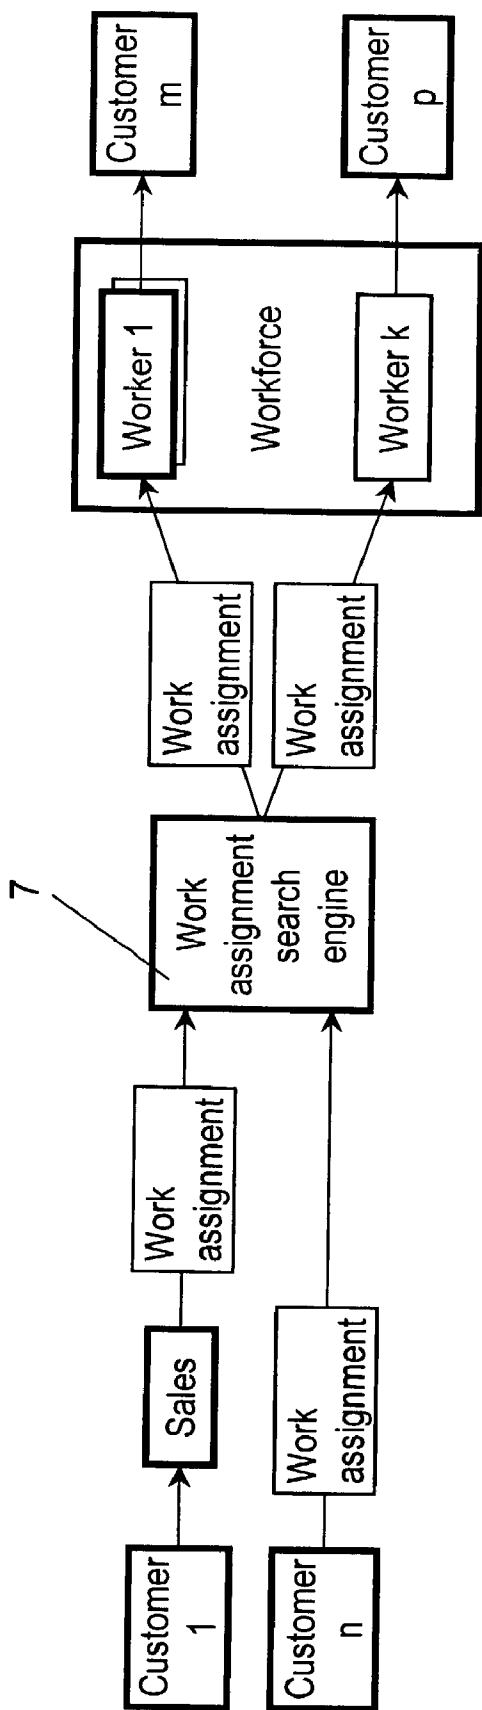 Customer
1
Sales
Work
assignment
Customer
n
Work
assignment
7
Work
assignment
search
engine
Work
assignment
Work
assignment
Worker 1
Workforce
Worker k
Customer
m
Customer
p